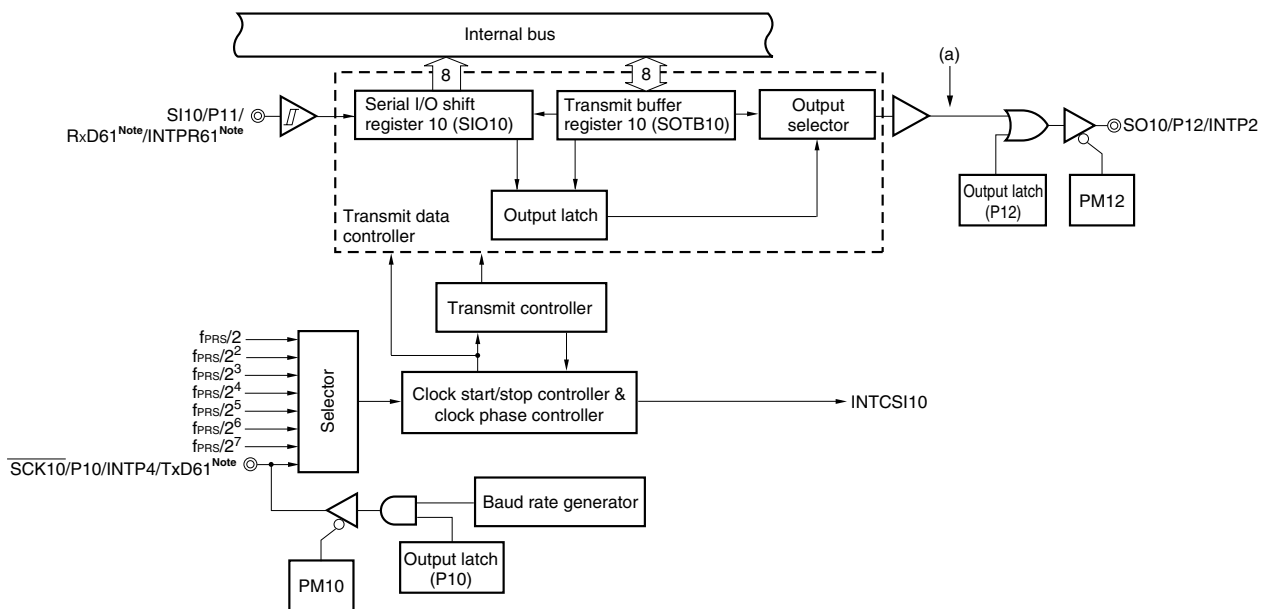 Internal bus
(a)
8
8
SI10/P11/
RxD61Note/INTPR61Note
Serial I/O shift
register 10 (SIO10)
Transmit buffer
register 10 (SOTB10)
Output
selector
SO10/P12/INTP2
Output latch
(P12)
PM12
Output latch
Transmit data
controller
Transmit controller
fPRS/2
fPRS/2²
fPRS/2³
fPRS/2⁴
fPRS/2⁵
fPRS/2⁶
fPRS/2⁷
SCK10/P10/INTP4/TxD61Note
Selector
Clock start/stop controller &
clock phase controller
INTCSI10
Baud rate generator
Output latch
(P10)
PM10